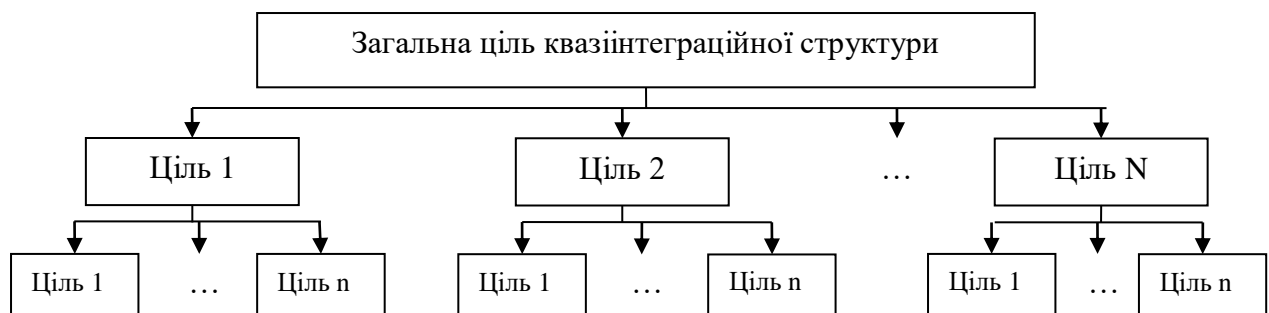 Загальна ціль квазіінтеграційної структури
Ціль 1 Ціль 2 … Ціль N
Ціль 1 … Ціль n Ціль 1 … Ціль n Ціль 1 … Ціль n